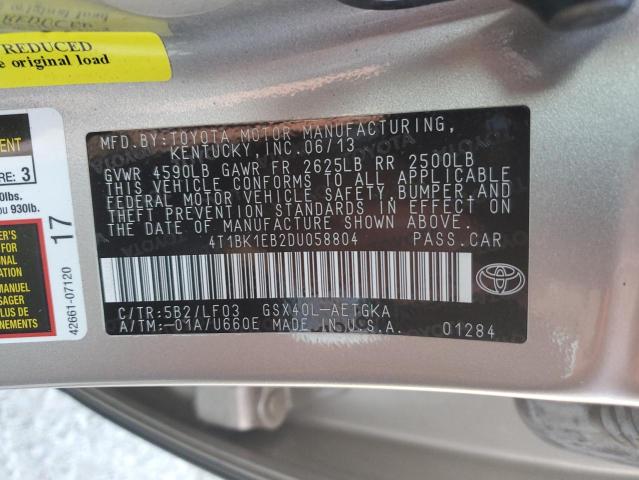 REDUCED
e original load
MENT
RE: 3
0lbs.
ou 930lb.
17
42661-07120
MFD.BY:TOYOTA MOTOR MANUFACTURING,
KENTUCKY, INC.06/13
GVWR 4590LB GAWR FR 2625LB RR 2500LB
THIS VEHICLE CONFORMS TO ALL APPLICABLE
FEDERAL MOTOR VEHICLE SAFETY, BUMPER, AND
THEFT PREVENTION STANDARDS IN EFFECT ON
THE DATE OF MANUFACTURE SHOWN ABOVE.
4T1BK1EB2DU058804 PASS.CAR
C/TR:5B2/LF03 GSX40L-AETGKA
A/TM:-01A/U660E MADE IN U.S.A. 01284